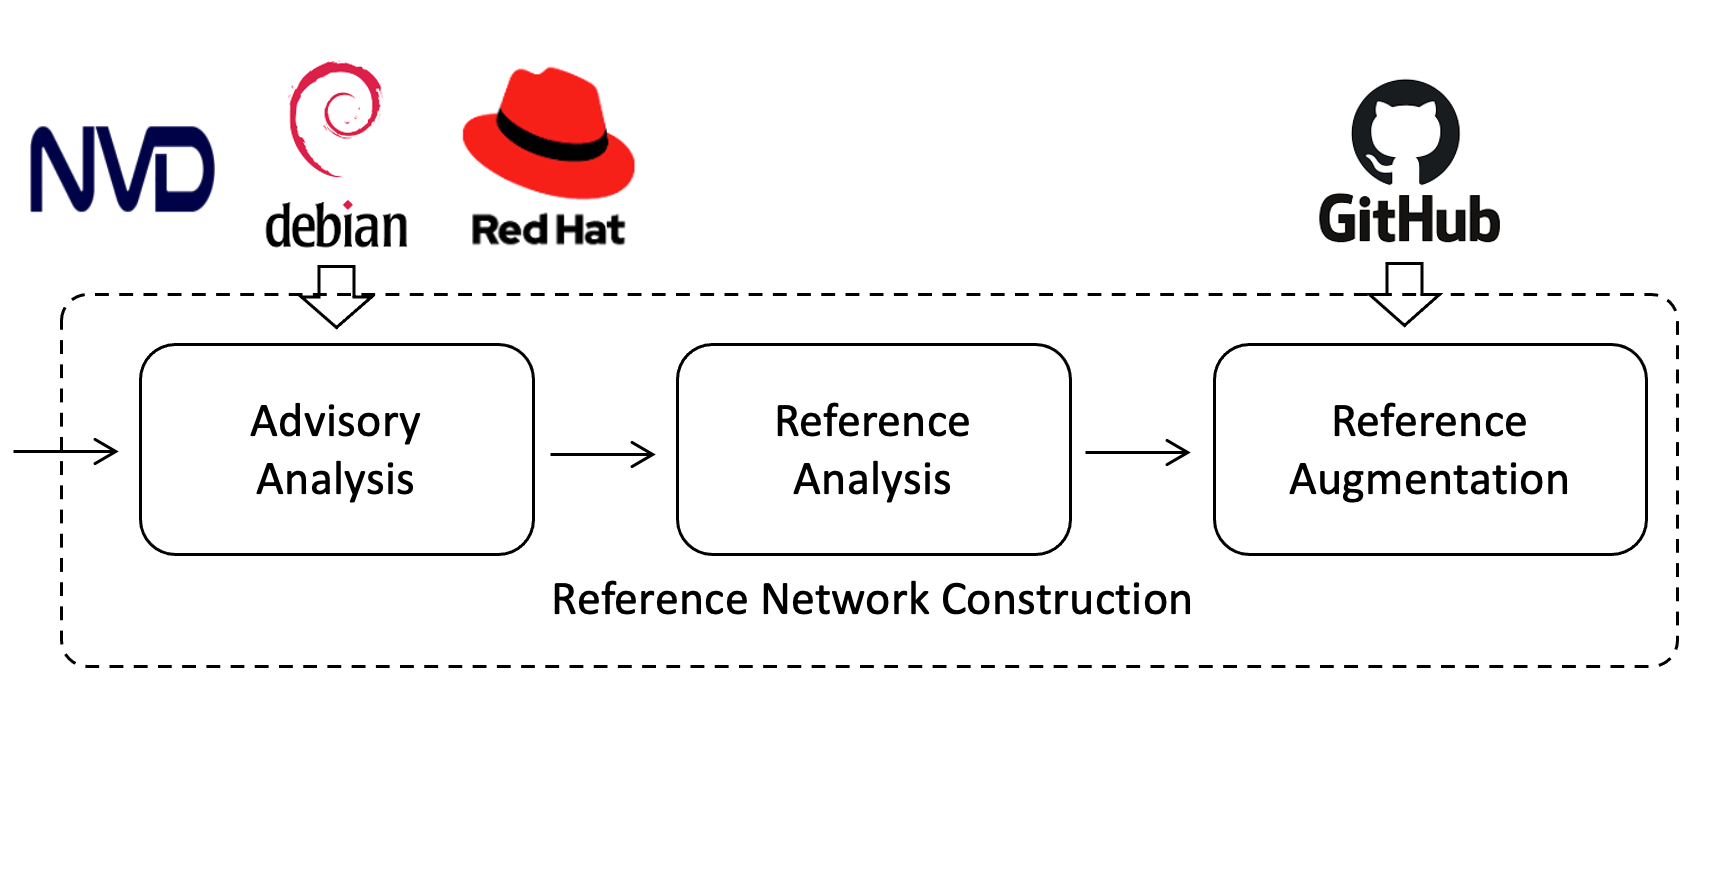 NVD
debian
Red Hat
GitHub
Advisory
Analysis
Reference
Analysis
Reference
Augmentation
Reference Network Construction